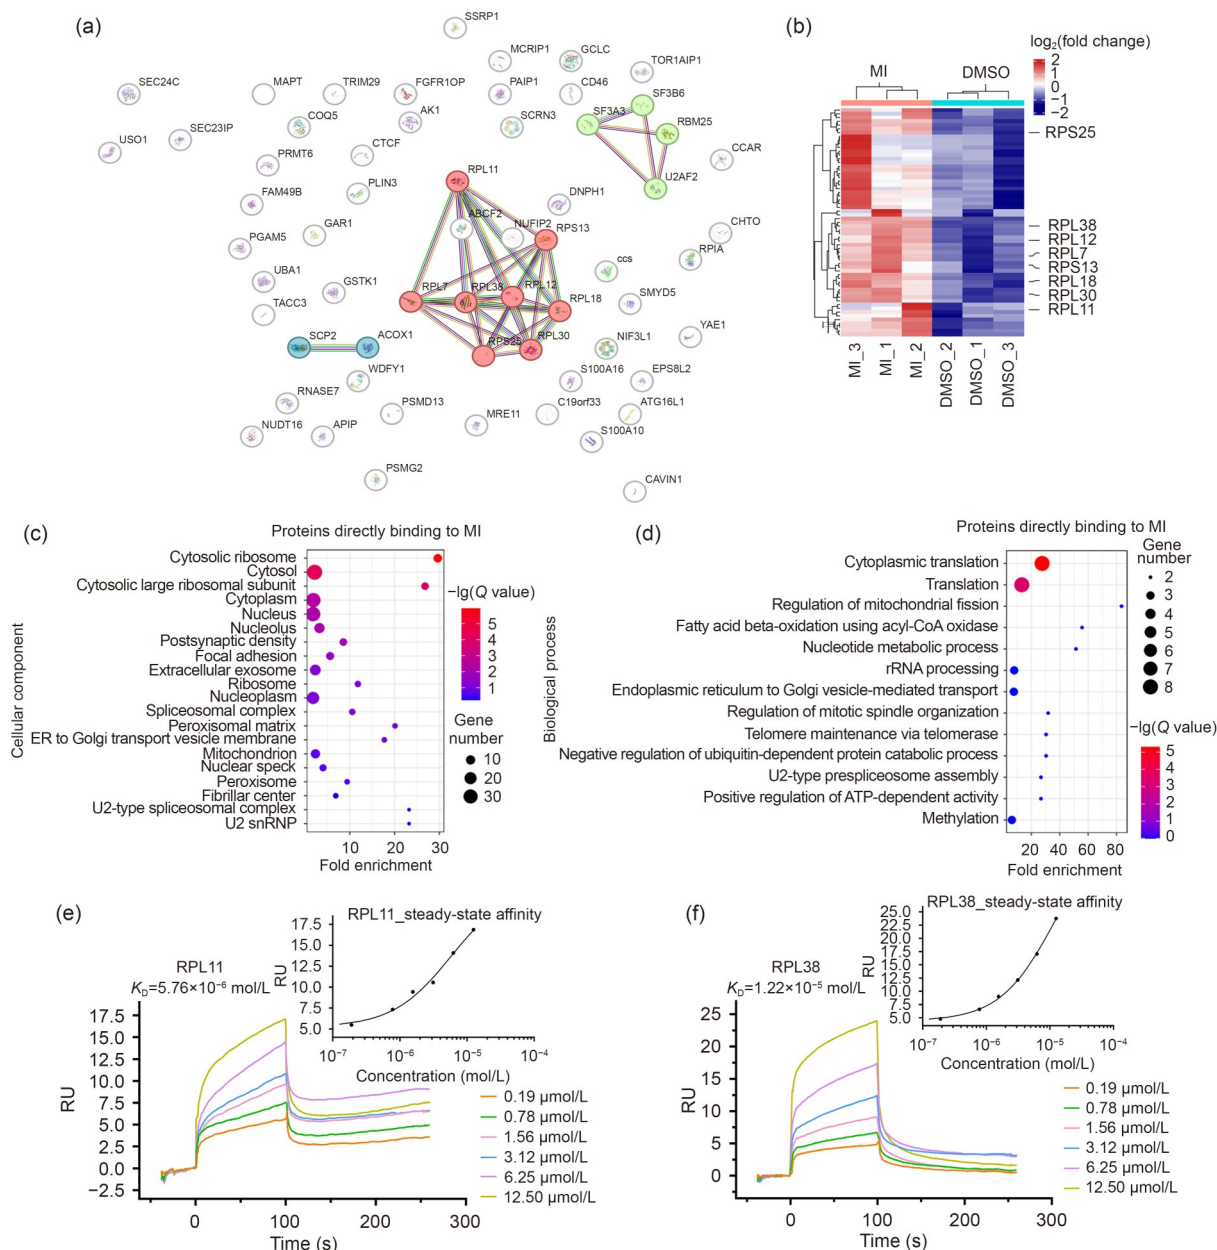 (a)
SSRP1
MCRIP1
GCLC
TOR1AIP1
SEC24C
MAPT
TRIM29
FGFR1OP
PAIP1
CD46
SF3B6
SF3A3
AK1
SCRN3
RBM25
COQ5
USO1
SEC23IP
CTCF
CCAR
PRMT6
RPL11
U2AF2
PLIN3
DNPH1
FAM49B
ABCF2
NUFIP2
CHTO
GAR1
RPS13
PGAM5
RPIA
ccs
UBA1
GSTK1
RPL7
RPL38
RPL12
RPL18
SMYD5
TACC3
YAE1
SCP2
ACOX1
RPS25
RPL30
NIF3L1
WDFY1
S100A16
EPS8L2
RNASE7
PSMD13
C19orf33
ATG16L1
NUDT16
APIP
MRE11
S100A10
PSMG2
CAVIN1
(b)
log2(fold change)
MI
DMSO
2
1
0
−1
−2
RPS25
RPL38
RPL12
RPL7
RPS13
RPL18
RPL30
RPL11
MI_3
MI_1
MI_2
DMSO_2
DMSO_1
DMSO_3
(c)
Proteins directly binding to MI
Cellular component
Cytosolic ribosome
Cytosol
Cytosolic large ribosomal subunit
Cytoplasm
Nucleus
Nucleolus
Postsynaptic density
Focal adhesion
Extracellular exosome
Ribosome
Nucleoplasm
Spliceosomal complex
Peroxisomal matrix
ER to Golgi transport vesicle membrane
Mitochondrion
Nuclear speck
Peroxisome
Fibrillar center
U2-type spliceosomal complex
U2 snRNP
10 20 30
Fold enrichment
−lg(Q value)
6
5
4
3
2
1
Gene
number
10
20
30
(d)
Proteins directly binding to MI
Biological process
Cytoplasmic translation
Translation
Regulation of mitochondrial fission
Fatty acid beta-oxidation using acyl-CoA oxidase
Nucleotide metabolic process
rRNA processing
Endoplasmic reticulum to Golgi vesicle-mediated transport
Regulation of mitotic spindle organization
Telomere maintenance via telomerase
Negative regulation of ubiquitin-dependent protein catabolic process
U2-type prespliceosome assembly
Positive regulation of ATP-dependent activity
Methylation
20 40 60 80
Fold enrichment
Gene
number
2
3
4
5
6
7
8
−lg(Q value)
5
4
3
2
1
0
(e)
RPL11_steady-state affinity
RU
17.5
15.0
12.5
10.0
7.5
5.0
10−7 10−6 10−5 10−4
Concentration (mol/L)
RPL11
KD=5.76×10−6 mol/L
RU
17.5
15.0
12.5
10.0
7.5
5.0
2.5
0.0
−2.5
0 100 200 300
Time (s)
0.19 µmol/L
0.78 µmol/L
1.56 µmol/L
3.12 µmol/L
6.25 µmol/L
12.50 µmol/L
(f)
RPL38_steady-state affinity
RU
25.0
22.5
20.0
17.5
15.0
12.5
10.0
7.5
5.0
10−7 10−6 10−5 10−4
Concentration (mol/L)
RPL38
KD=1.22×10−5 mol/L
RU
25
20
15
10
5
0
0 100 200 300
Time (s)
0.19 µmol/L
0.78 µmol/L
1.56 µmol/L
3.12 µmol/L
6.25 µmol/L
12.50 µmol/L